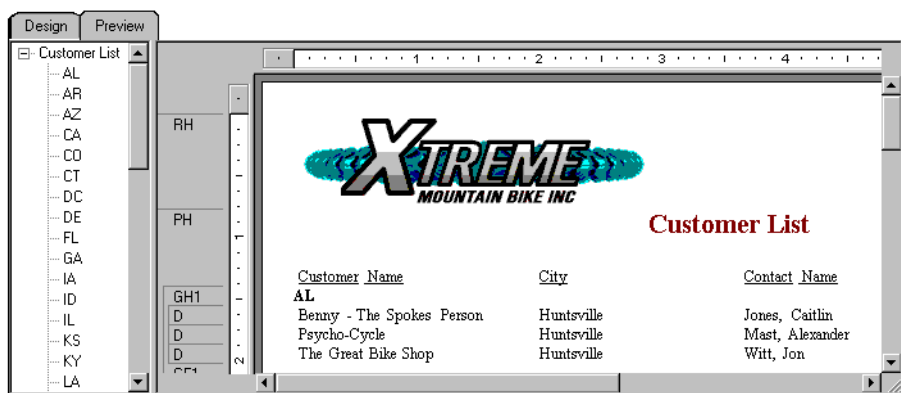 Design Preview
Customer List
AL
AR
AZ
CA
CO
CT
DC
DE
FL
GA
IA
ID
IL
KS
KY
LA
1 2 3 4
RH
PH
GH1
D
D
D
1
2
XTREME
MOUNTAIN BIKE INC
Customer List
Customer Name City Contact Name
AL
Benny - The Spokes Person Huntsville Jones, Caitlin
Psycho-Cycle Huntsville Mast, Alexander
The Great Bike Shop Huntsville Witt, Jon